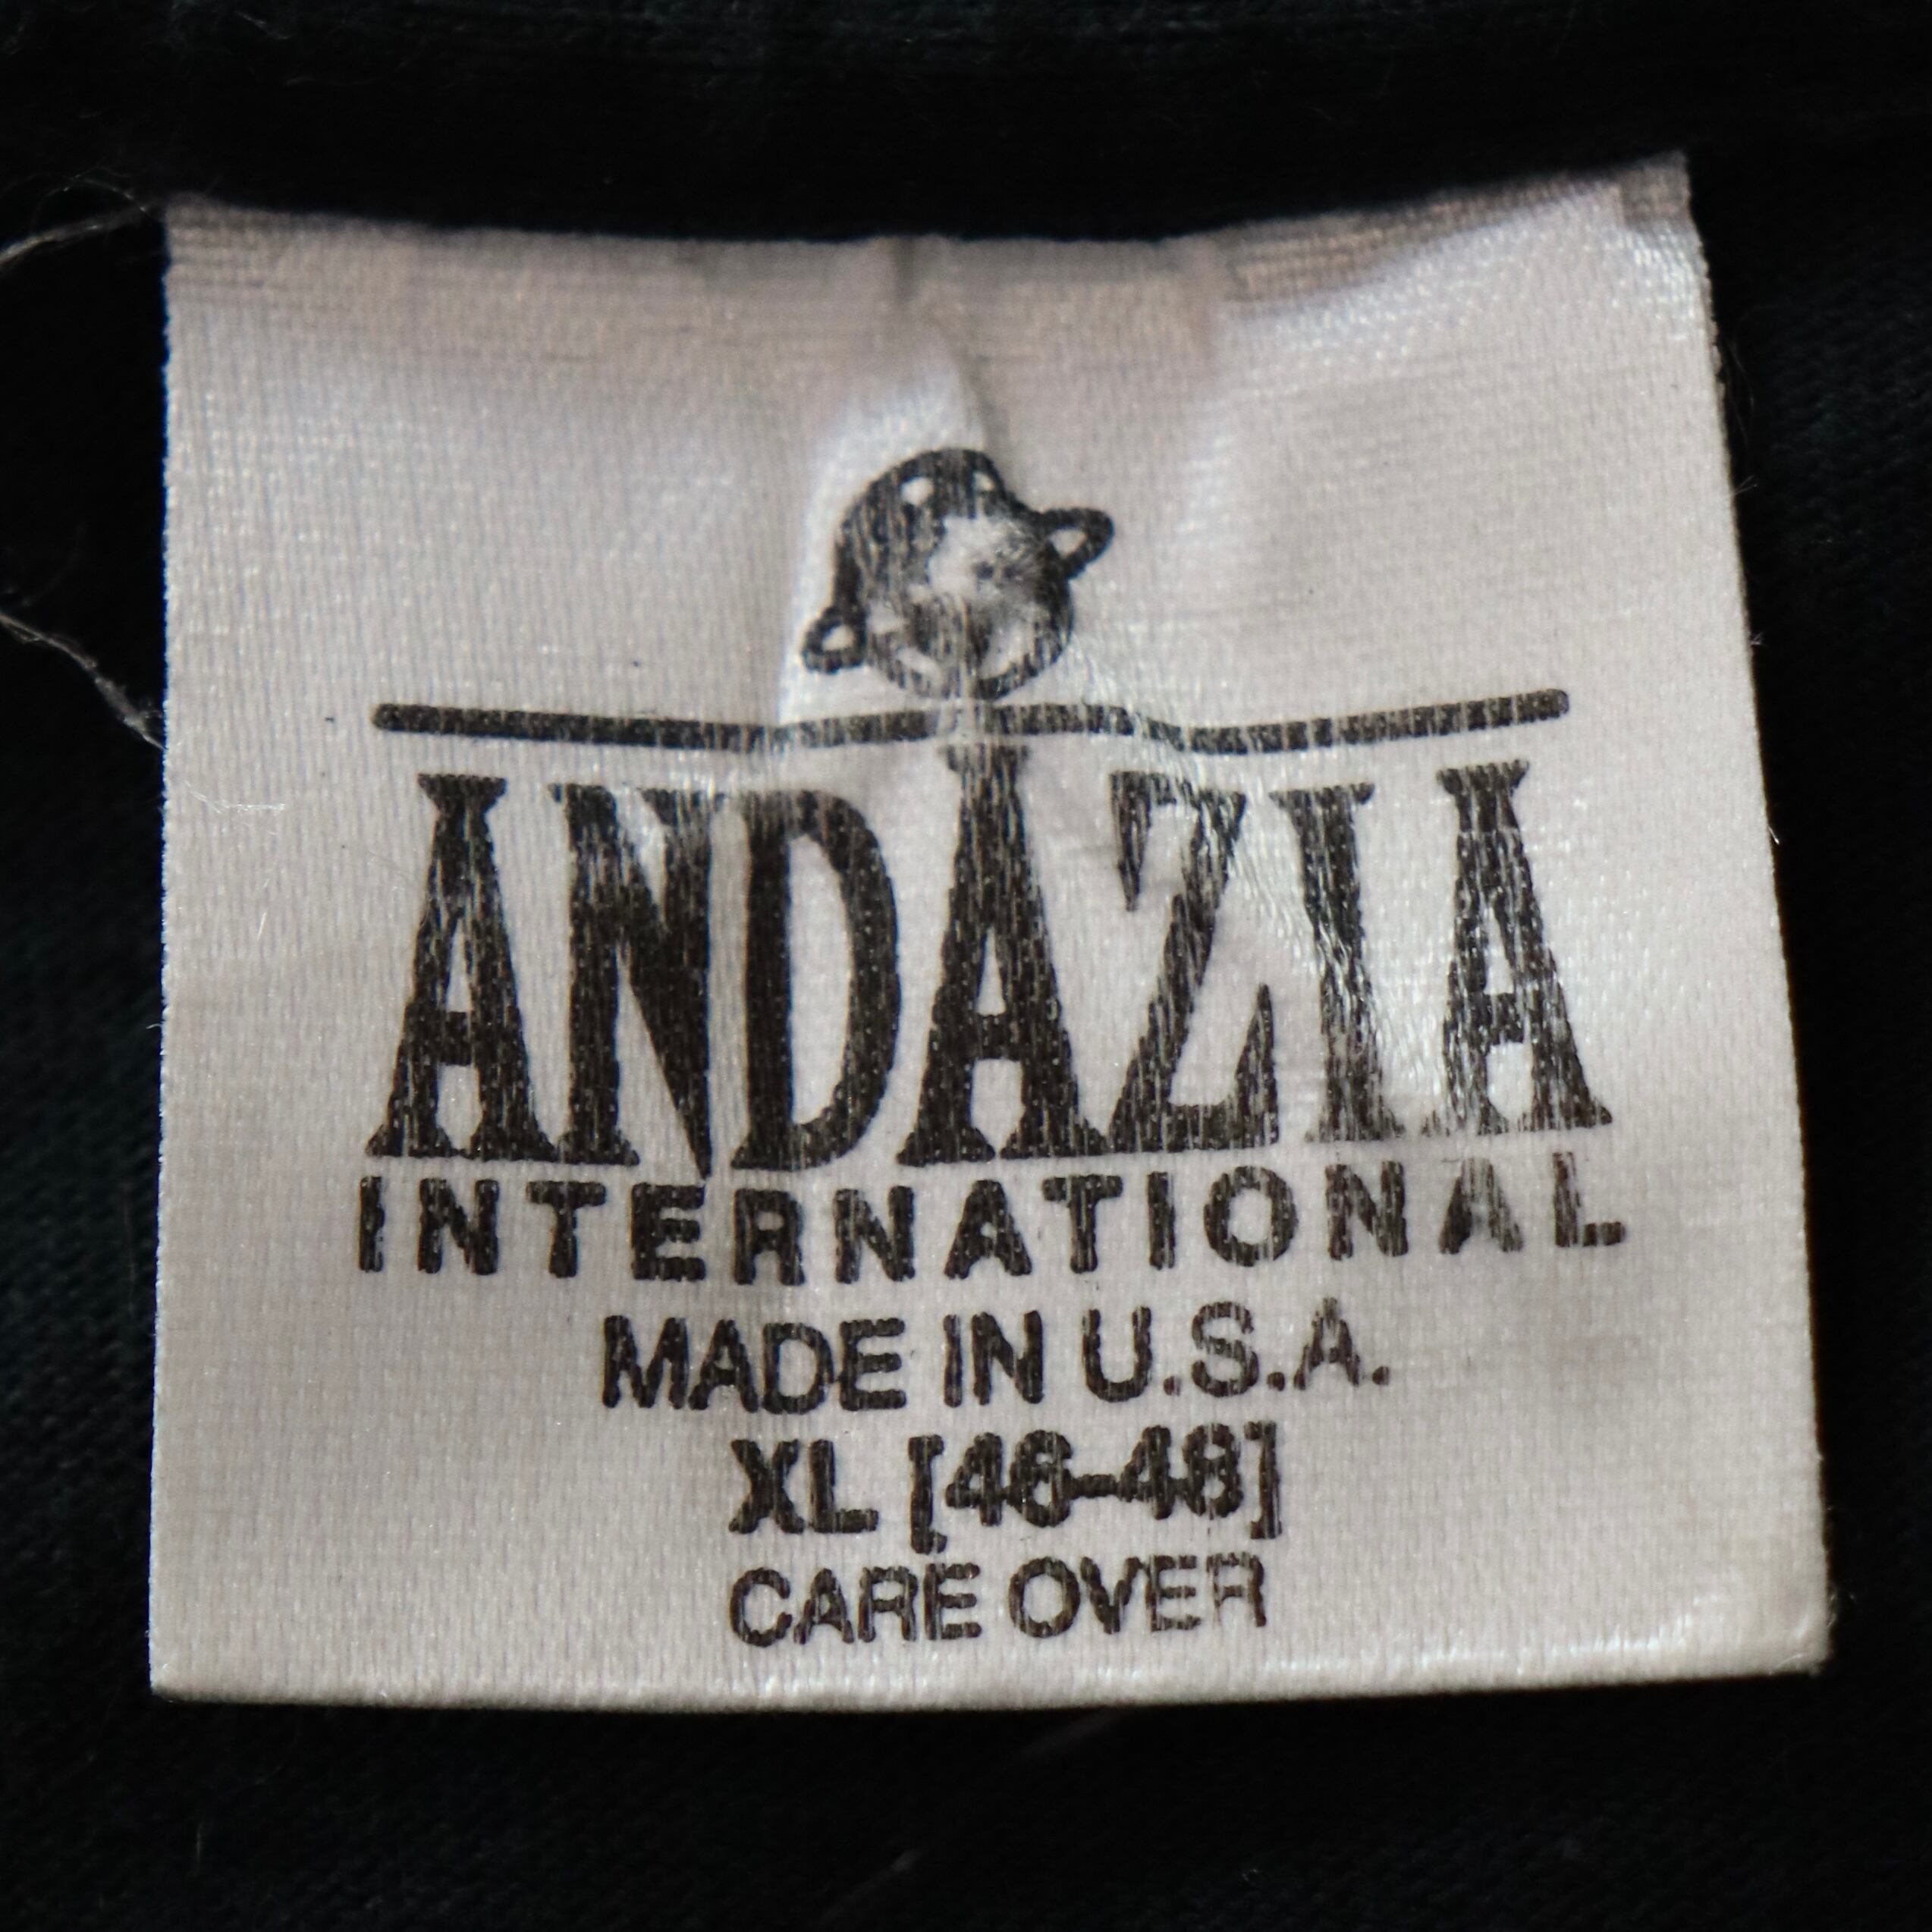 ANDAZIA
INTERNATIONAL
MADE IN U.S.A.
XL [46-48]
CARE OVER